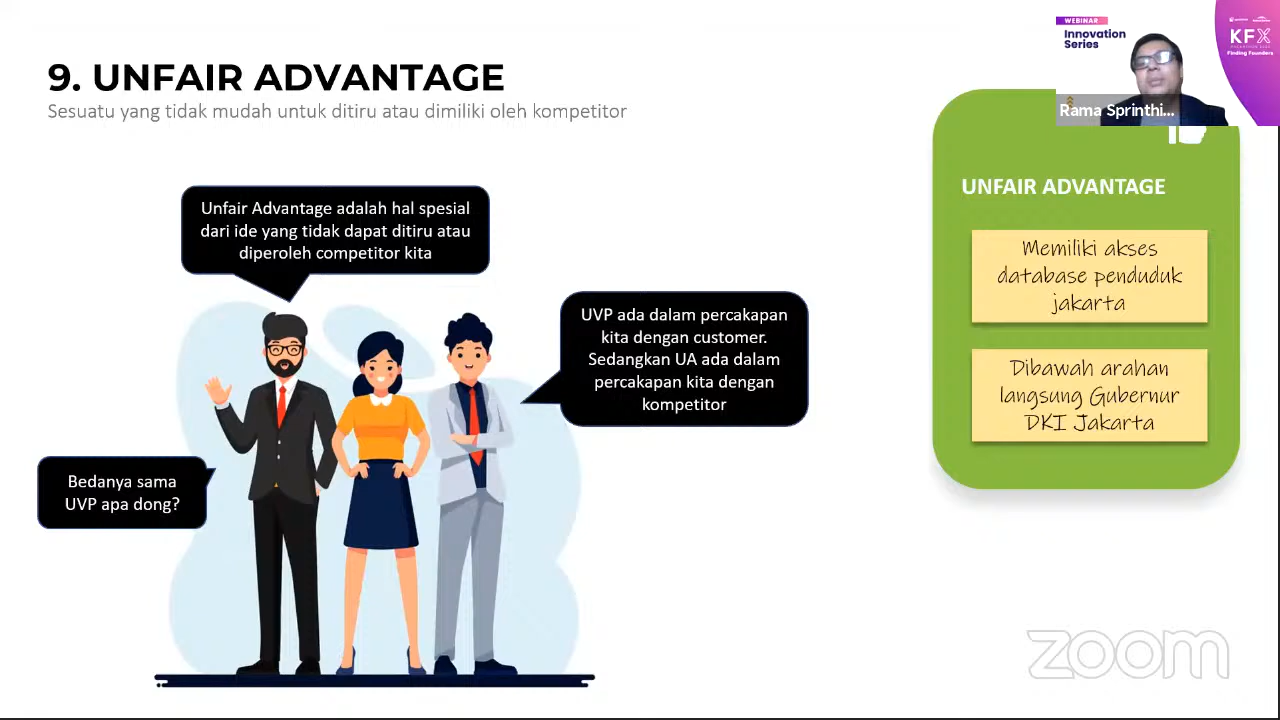 9. UNFAIR ADVANTAGE
Sesuatu yang tidak mudah untuk ditiru atau dimiliki oleh kompetitor
Unfair Advantage adalah hal spesial
dari ide yang tidak dapat ditiru atau
diperoleh competitor kita
UVP ada dalam percakapan
kita dengan customer.
Sedangkan UA ada dalam
percakapan kita dengan
kompetitor
Bedanya sama
UVP apa dong?
WEBINAR
Innovation
Series
KFX
Finding Founders
Rama Sprinthi...
UNFAIR ADVANTAGE
Memiliki akses
database penduduk
jakarta
Dibawah arahan
langsung Gubernur
DKI Jakarta
zoom